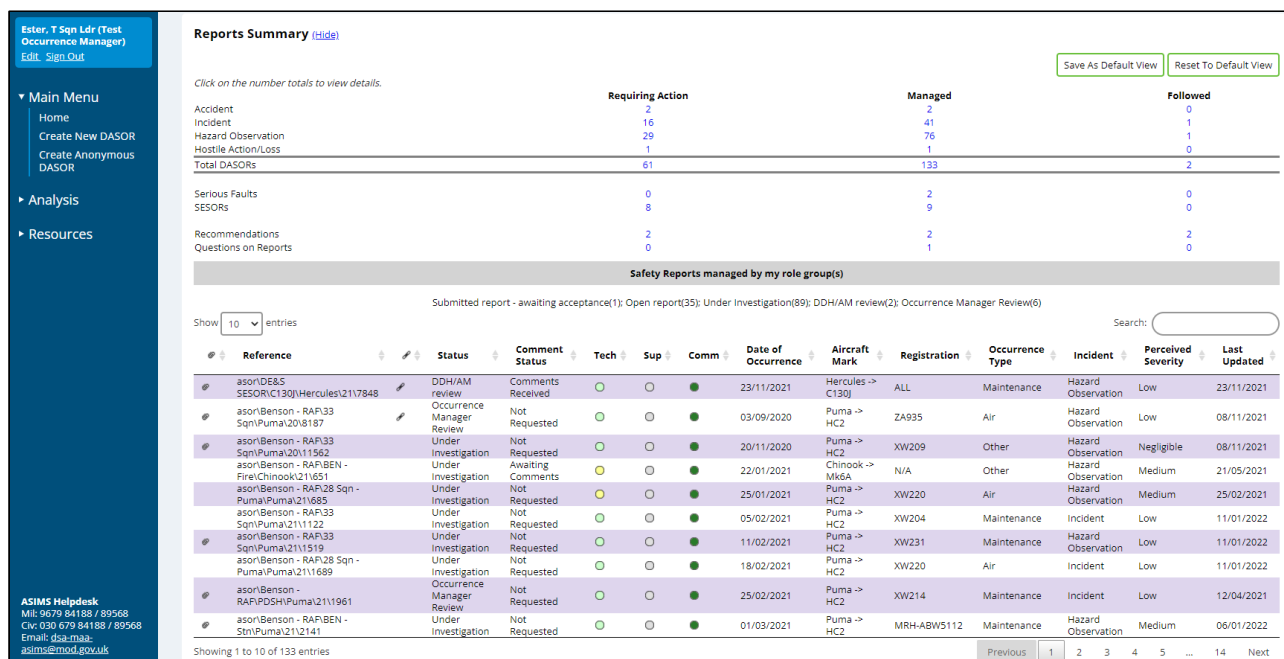 Ester, T Sqn Ldr (Test
Occurrence Manager)
Edit Sign Out
Main Menu
Home
Create New DASOR
Create Anonymous
DASOR
Analysis
Resources
ASIMS Helpdesk
Mil: 9679 84188 / 89568
Civ: 030 679 84188 / 89568
Email: dsa-maa-
asims@mod.gov.uk
Reports Summary (Hide)
Save As Default View Reset To Default View
Click on the number totals to view details.
Requiring Action Managed Followed
Accident 2 2 0
Incident 16 41 1
Hazard Observation 29 76 1
Hostile Action/Loss 1 1 0
Total DASORs 61 133 2
Serious Faults 0 2 0
SESORs 8 9 0
Recommendations 2 2 2
Questions on Reports 0 1 0
Safety Reports managed by my role group(s)
Submitted report - awaiting acceptance(1); Open report(35); Under Investigation(89); DDH/AM review(2); Occurrence Manager Review(6)
Show 10 entries Search:
Reference Status Comment Status Tech Sup Comm Date of Occurrence Aircraft Mark Registration Occurrence Type Incident Perceived Severity Last Updated
asor\DE&S SESOR\C130J\Hercules\21\7848 DDH/AM review Comments Received 23/11/2021 Hercules -> C130J ALL Maintenance Hazard Observation Low 23/11/2021
asor\Benson - RAF\33 Sqn\Puma\20\8187 Occurrence Manager Review Not Requested 03/09/2020 Puma -> HC2 ZA935 Air Hazard Observation Low 08/11/2021
asor\Benson - RAF\33 Sqn\Puma\20\11562 Under Investigation Not Requested 20/11/2020 Puma -> HC2 XW209 Other Hazard Observation Negligible 08/11/2021
asor\Benson - RAF\BEN - Fire\Chinook\21\651 Under Investigation Awaiting Comments 22/01/2021 Chinook -> Mk6A N/A Other Hazard Observation Medium 21/05/2021
asor\Benson - RAF\28 Sqn - Puma\Puma\21\685 Under Investigation Not Requested 25/01/2021 Puma -> HC2 XW220 Air Hazard Observation Medium 25/02/2021
asor\Benson - RAF\33 Sqn\Puma\21\1122 Under Investigation Not Requested 05/02/2021 Puma -> HC2 XW204 Maintenance Incident Low 11/01/2022
asor\Benson - RAF\33 Sqn\Puma\21\1519 Under Investigation Not Requested 11/02/2021 Puma -> HC2 XW231 Maintenance Hazard Observation Low 11/01/2022
asor\Benson - RAF\28 Sqn - Puma\Puma\21\1689 Under Investigation Not Requested 18/02/2021 Puma -> HC2 XW220 Air Incident Low 11/01/2022
asor\Benson - RAF\PDSH\Puma\21\1961 Occurrence Manager Review Not Requested 25/02/2021 Puma -> HC2 XW214 Maintenance Incident Low 12/04/2021
asor\Benson - RAF\BEN - Stn\Puma\21\2141 Under Investigation Not Requested 01/03/2021 Puma -> HC2 MRH-ABW5112 Maintenance Hazard Observation Medium 06/01/2022
Showing 1 to 10 of 133 entries Previous 1 2 3 4 5 ... 14 Next